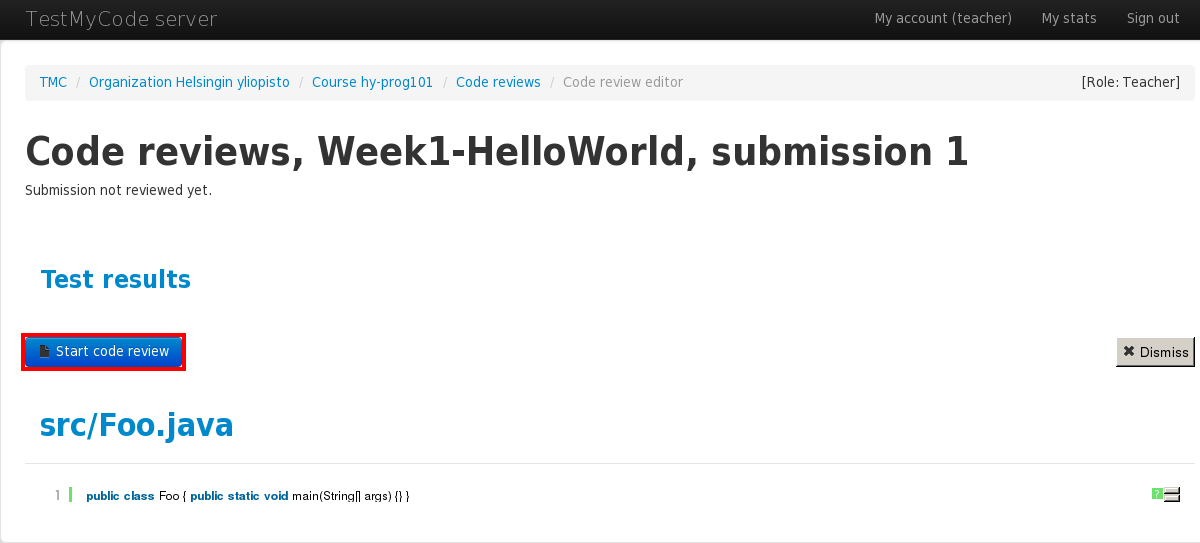 TestMyCode server My account (teacher) My stats Sign out
TMC / Organization Helsingin yliopisto / Course hy-prog101 / Code reviews / Code review editor [Role: Teacher]
Code reviews, Week1-HelloWorld, submission 1
Submission not reviewed yet.
Test results
Start code review ✖ Dismiss
src/Foo.java
1 public class Foo { public static void main(String[] args) {} } ?